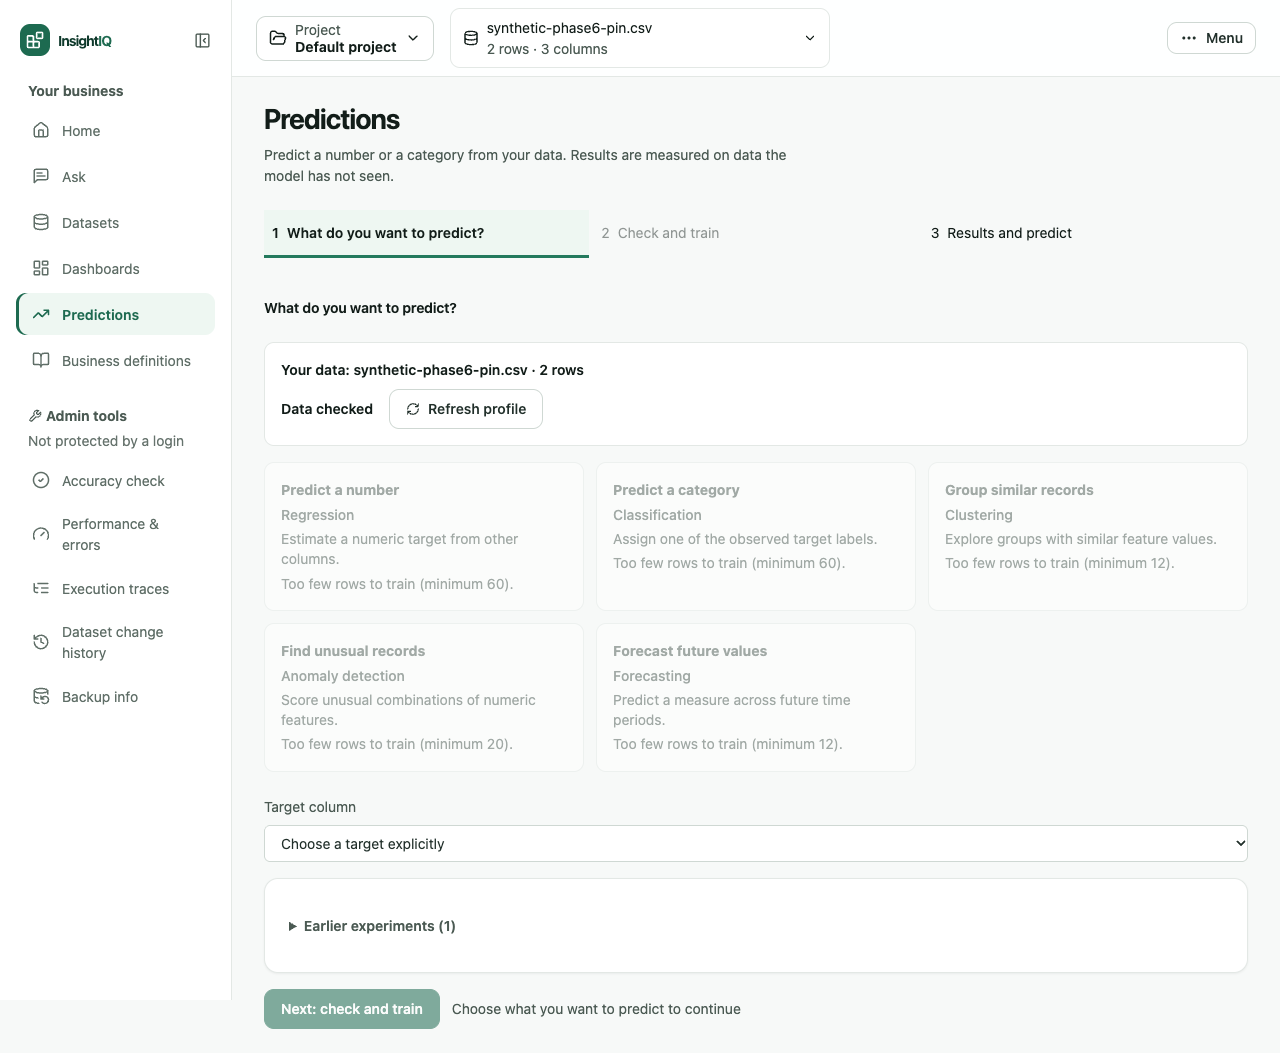 InsightIQ
Project
Default project
synthetic-phase6-pin.csv
2 rows · 3 columns
Menu
Your business
Home
Ask
Datasets
Dashboards
Predictions
Business definitions
Admin tools
Not protected by a login
Accuracy check
Performance &
errors
Execution traces
Dataset change
history
Backup info
Predictions
Predict a number or a category from your data. Results are measured on data the
model has not seen.
1 What do you want to predict?
2 Check and train
3 Results and predict
What do you want to predict?
Your data: synthetic-phase6-pin.csv · 2 rows
Data checked
Refresh profile
Predict a number
Regression
Estimate a numeric target from other
columns.
Too few rows to train (minimum 60).
Predict a category
Classification
Assign one of the observed target labels.
Too few rows to train (minimum 60).
Group similar records
Clustering
Explore groups with similar feature values.
Too few rows to train (minimum 12).
Find unusual records
Anomaly detection
Score unusual combinations of numeric
features.
Too few rows to train (minimum 20).
Forecast future values
Forecasting
Predict a measure across future time
periods.
Too few rows to train (minimum 12).
Target column
Choose a target explicitly
Earlier experiments (1)
Next: check and train
Choose what you want to predict to continue